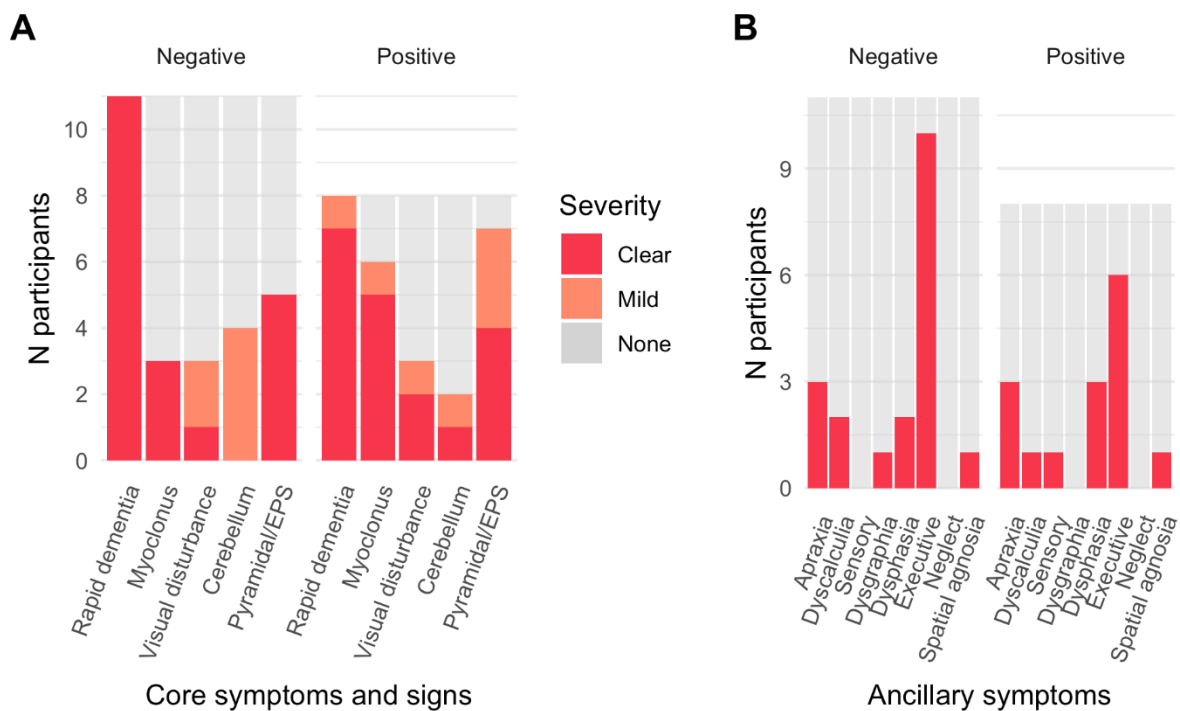 A
Negative
Positive
N participants
10
8
6
4
2
0
Rapid dementia
Myoclonus
Visual disturbance
Cerebellum
Pyramidal/EPS
Rapid dementia
Myoclonus
Visual disturbance
Cerebellum
Pyramidal/EPS
Core symptoms and signs
Severity
Clear
Mild
None
B
Negative
Positive
N participants
9
6
3
0
Apraxia
Dyscalculia
Sensory
Dysgraphia
Dysphasia
Executive
Neglect
Spatial agnosia
Apraxia
Dyscalculia
Sensory
Dysgraphia
Dysphasia
Executive
Neglect
Spatial agnosia
Ancillary symptoms